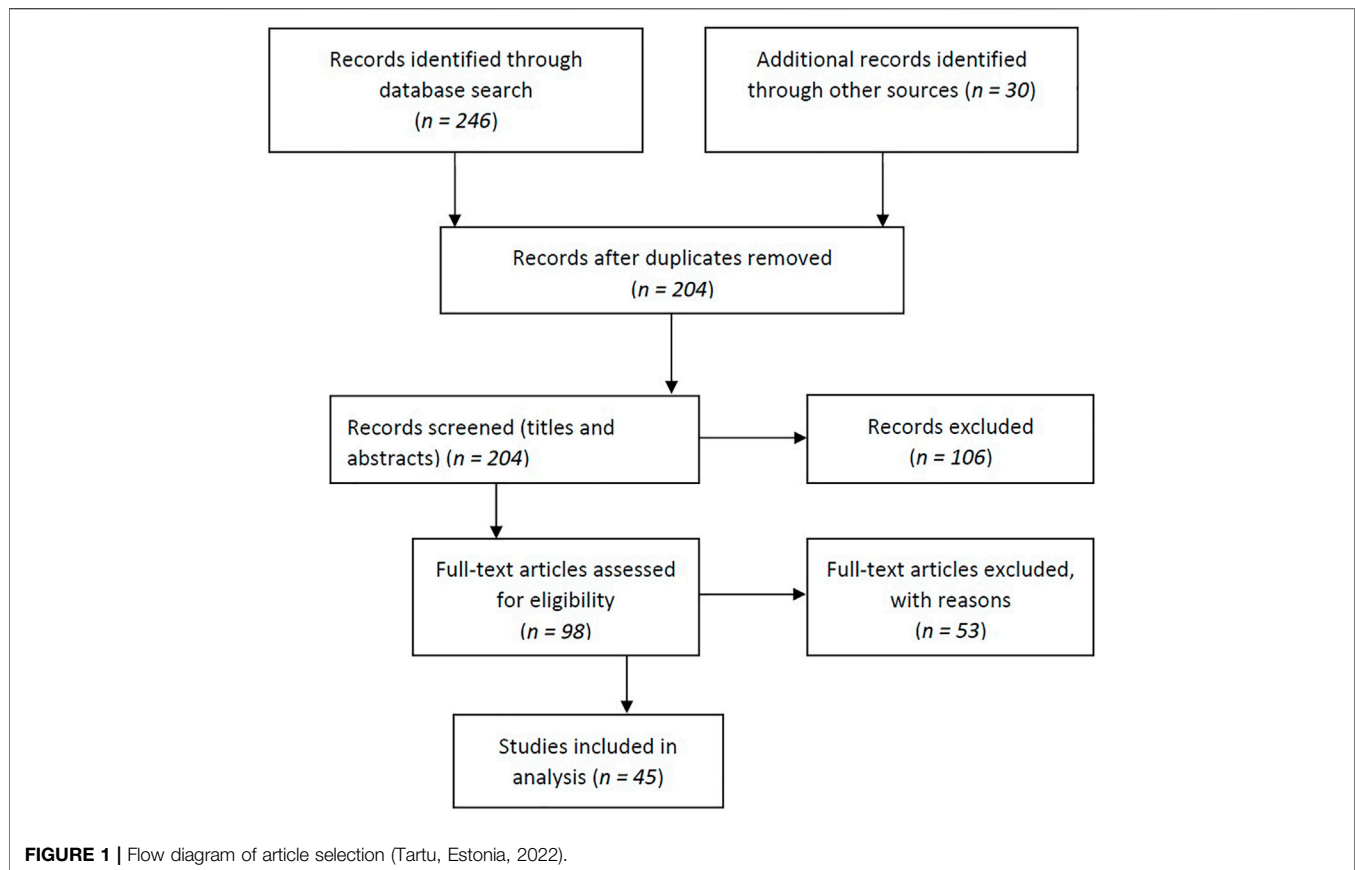 Records identified through
database search
(n = 246)
Additional records identified
through other sources (n = 30)
Records after duplicates removed
(n = 204)
Records screened (titles and
abstracts) (n = 204)
Records excluded
(n = 106)
Full-text articles assessed
for eligibility
(n = 98)
Full-text articles excluded,
with reasons
(n = 53)
Studies included in
analysis (n = 45)
FIGURE 1 | Flow diagram of article selection (Tartu, Estonia, 2022).